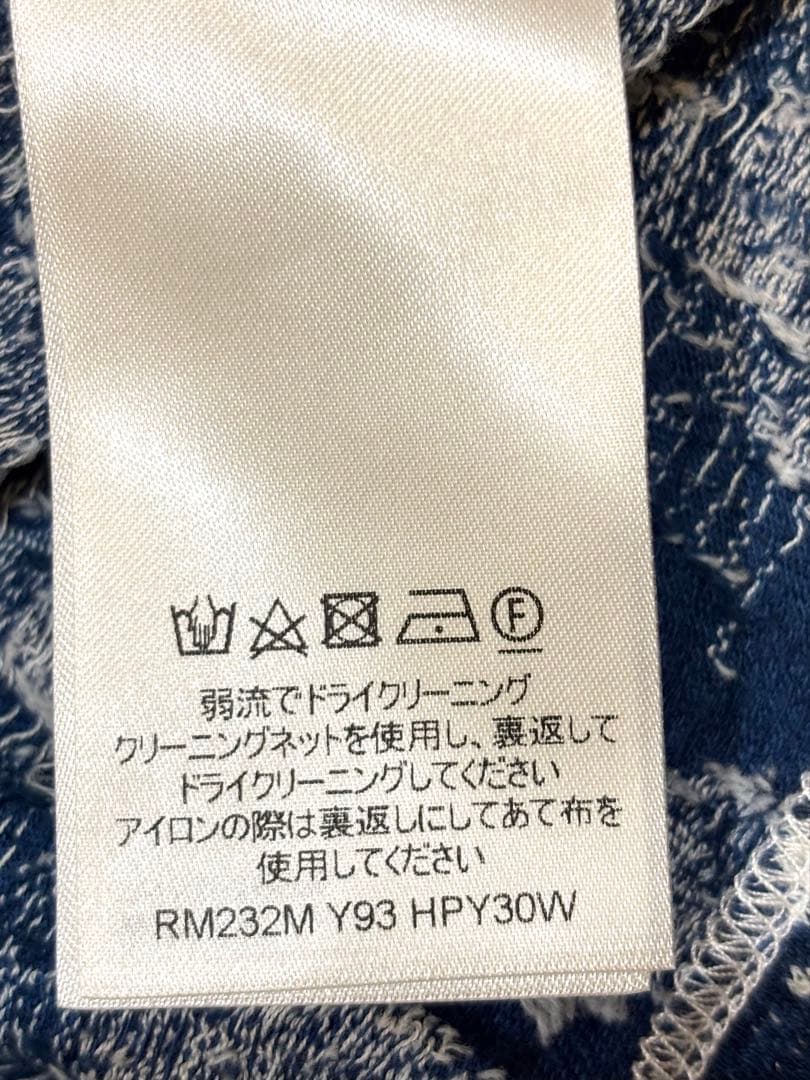 F
弱流でドライクリーニング
クリーニングネットを使用し、裏返して
ドライクリーニングしてください
アイロンの際は裏返しにしてあて布を
使用してください
RM232M Y93 HPY30W